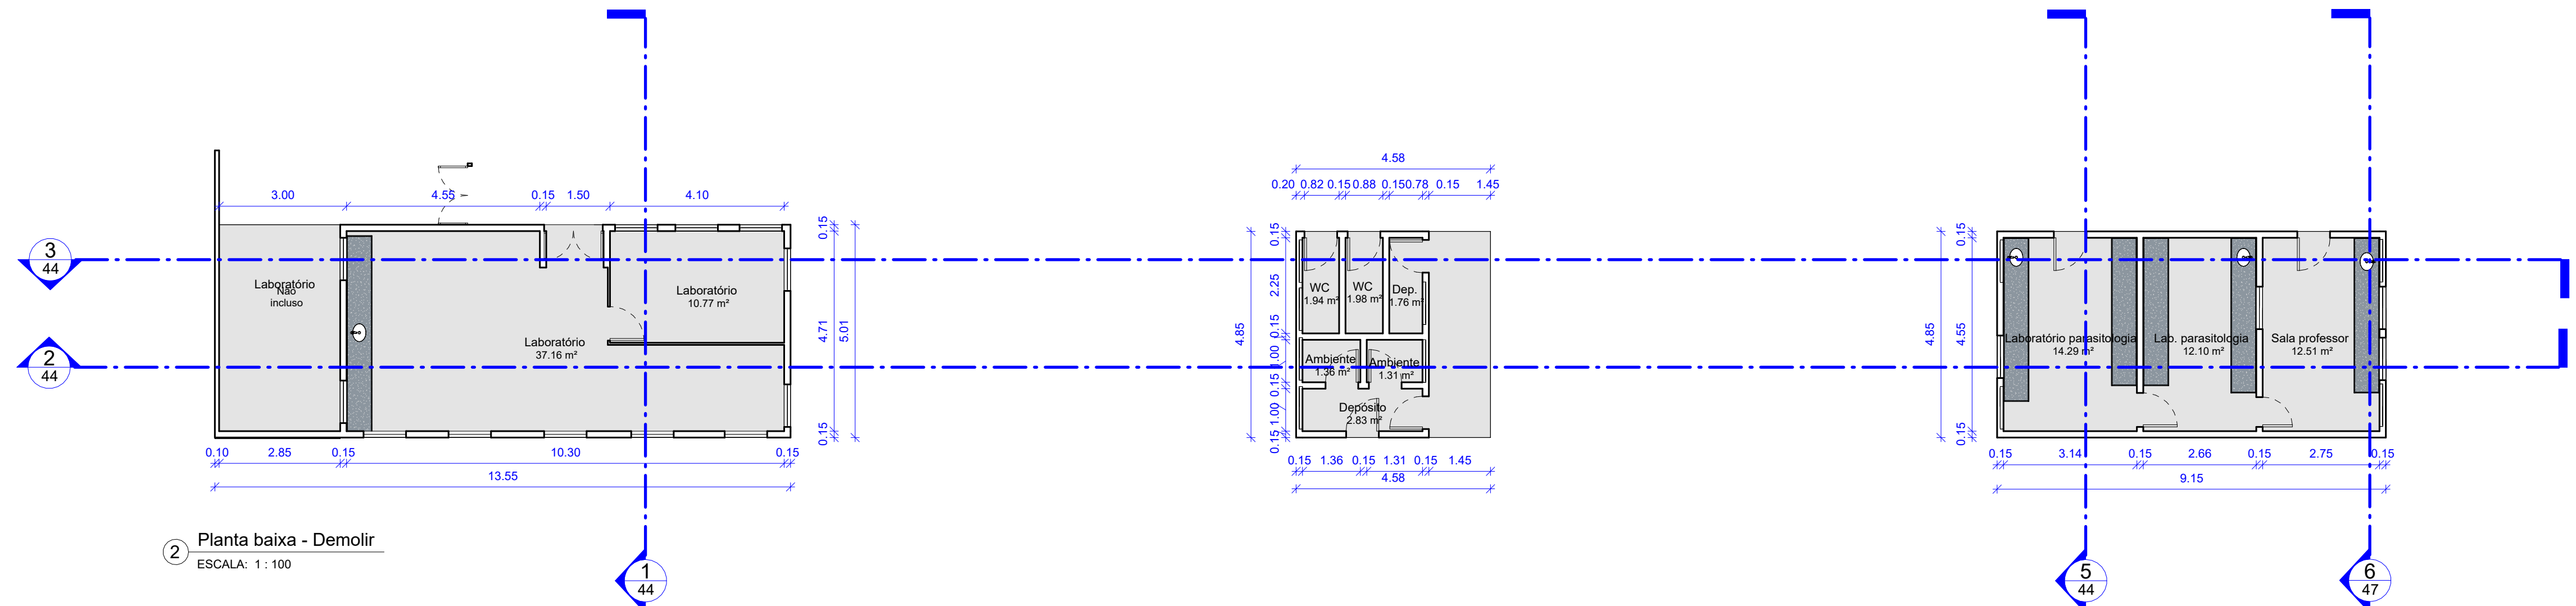 4.58
0.20 0.82 0.15 0.88 0.15 0.78 0.15 1.45
3.00 4.55 0.15 1.50 4.10
0.15
4.71
5.01
0.15
3
44
2
44
Laboratório
Não
incluso
Laboratório
10.77 m²
Laboratório
37.16 m²
0.10 2.85 0.15 10.30 0.15
13.55
4.85
0.15
2.25
0.15
1.00
0.15
1.00
0.15
WC
1.94 m²
WC
1.98 m²
Dep.
1.76 m²
Ambiente
1.36 m²
Ambiente
1.31 m²
Depósito
2.83 m²
0.15 1.36 0.15 1.31 0.15 1.45
4.58
4.85
0.15
4.55
0.15
Laboratório parasitologia
14.29 m²
Lab. parasitologia
12.10 m²
Sala professor
12.51 m²
0.15 3.14 0.15 2.66 0.15 2.75 0.15
9.15
2 Planta baixa - Demolir
ESCALA: 1 : 100
1
44
5
44
6
47